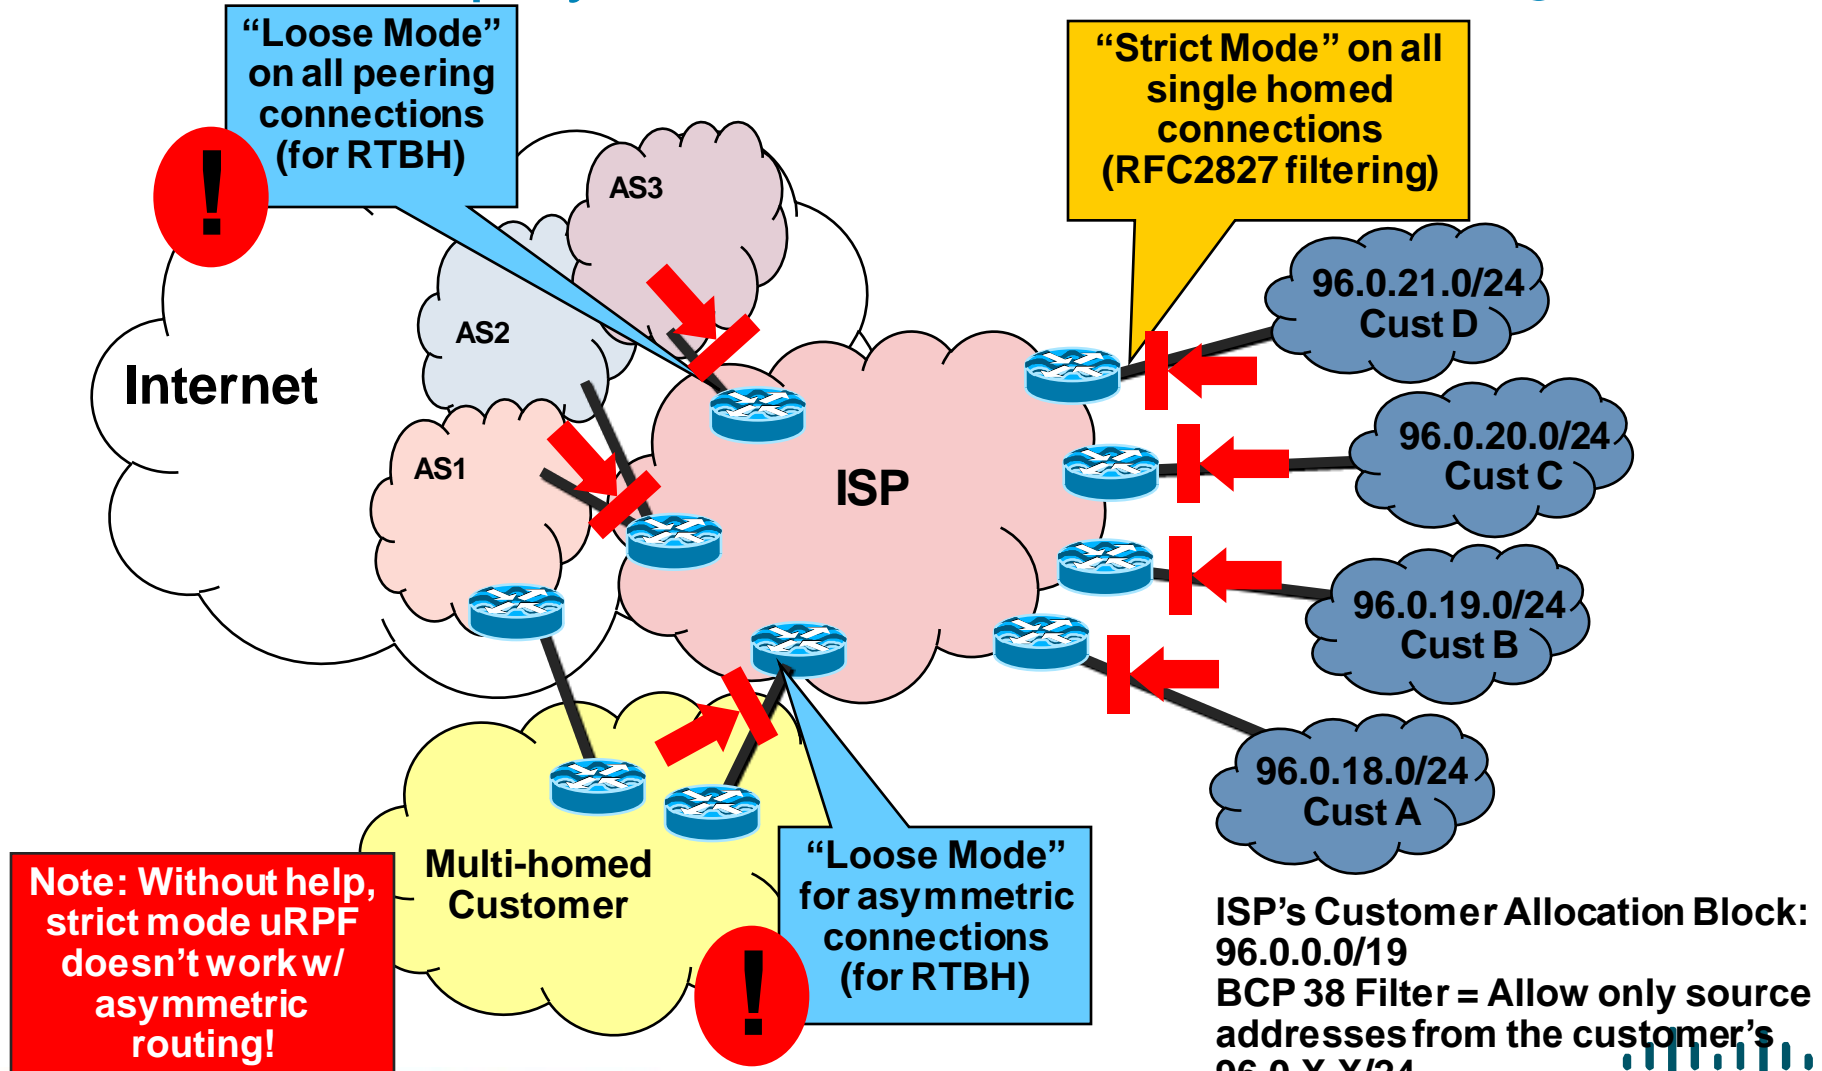 “Loose Mode”
on all peering
connections
(for RTBH)
“Strict Mode” on all
single homed
connections
(RFC2827 filtering)
!
AS3
AS2
AS1
Internet
ISP
96.0.21.0/24
Cust D
96.0.20.0/24
Cust C
96.0.19.0/24
Cust B
96.0.18.0/24
Cust A
Multi-homed
Customer
“Loose Mode”
for asymmetric
connections
(for RTBH)
!
Note: Without help,
strict mode uRPF
doesn’t work w/
asymmetric
routing!
ISP’s Customer Allocation Block:
96.0.0.0/19
BCP 38 Filter = Allow only source
addresses from the customer’s
96.0.X.X/24